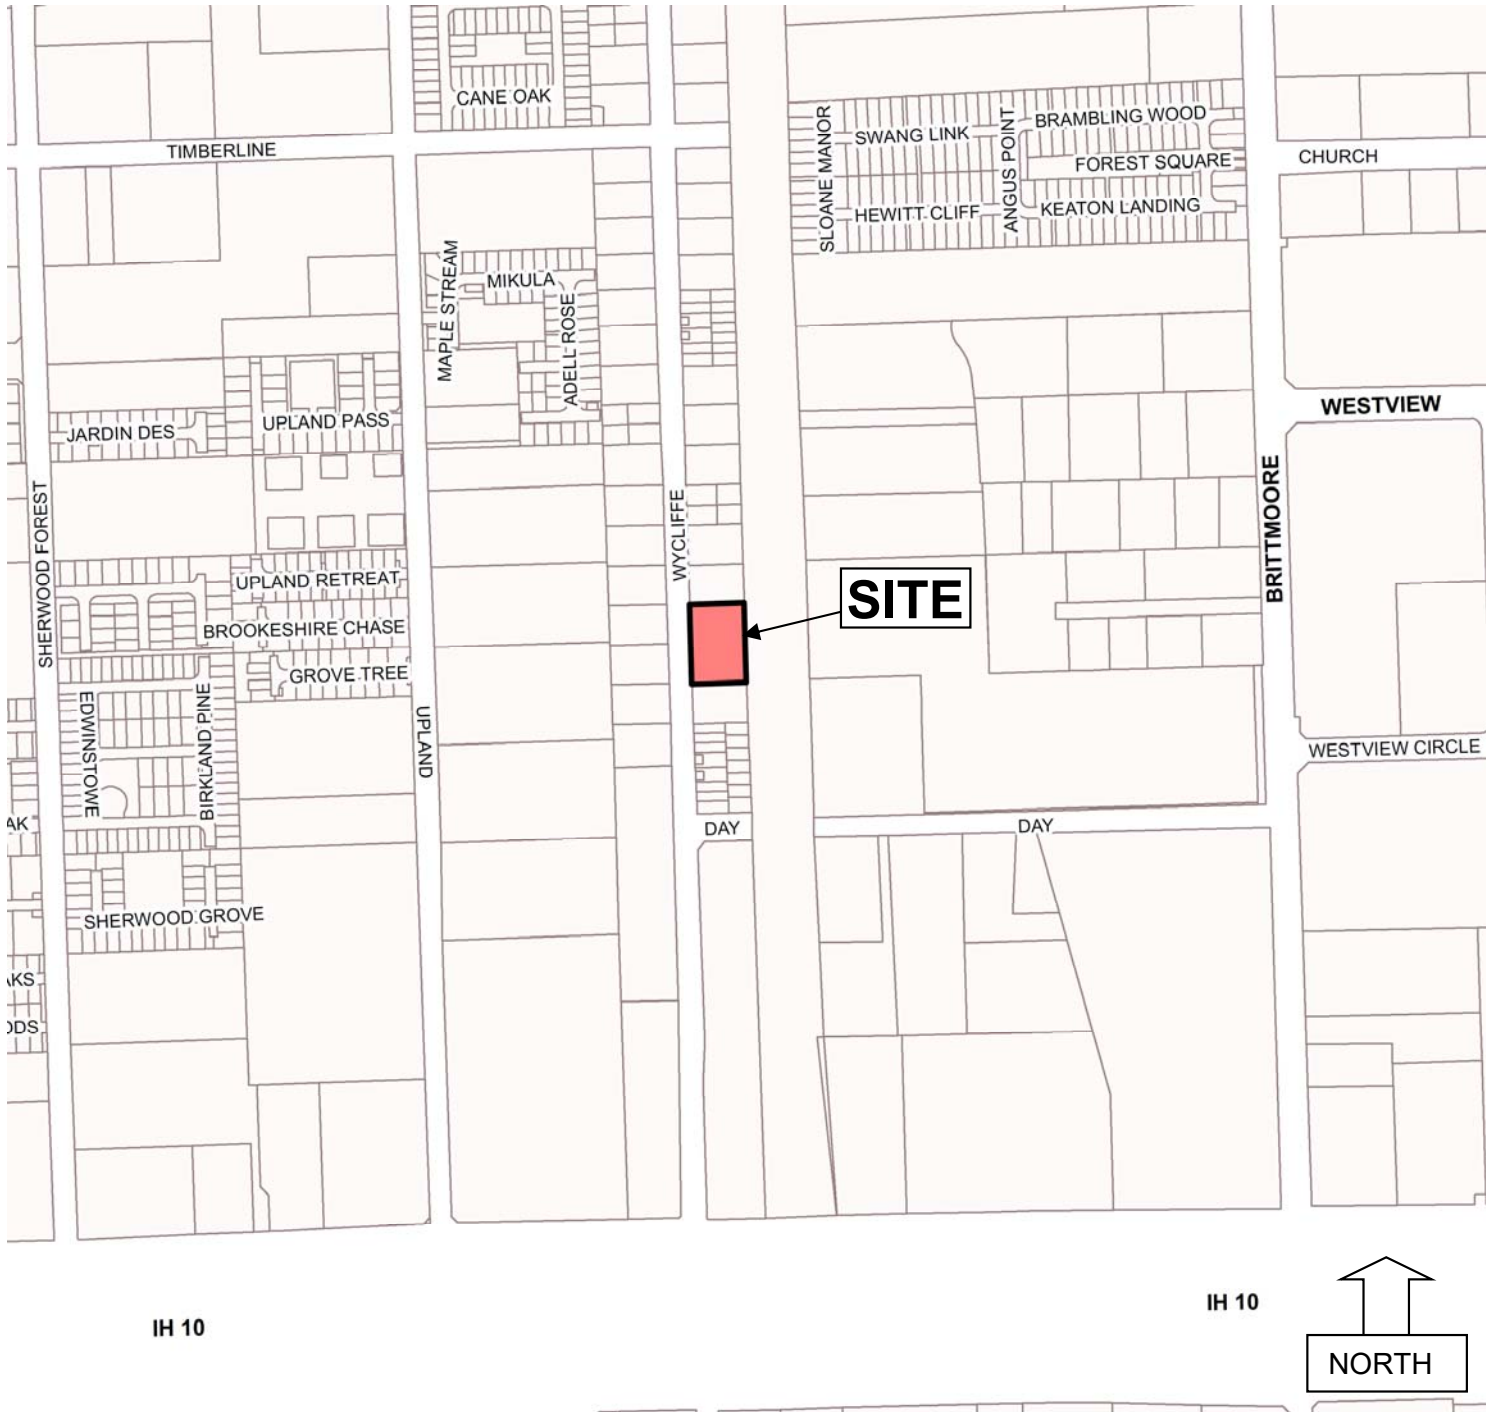 CANE OAK
TIMBERLINE
SLOANE MANOR
SWANG LINK
ANGUS POINT
BRAMBLING WOOD
FOREST SQUARE
CHURCH
HEWITT CLIFF
KEATON LANDING
MAPLE STREAM
MIKULA
ADELL ROSE
WESTVIEW
JARDIN DES
UPLAND PASS
SHERWOOD FOREST
WYCLIFFE
BRITTMOORE
UPLAND RETREAT
SITE
BROOKESHIRE CHASE
GROVE TREE
EDWINSTOWE
BIRKLAND PINE
UPLAND
WESTVIEW CIRCLE
AK
DAY
DAY
SHERWOOD GROVE
AKS
ODS
IH 10
IH 10
NORTH